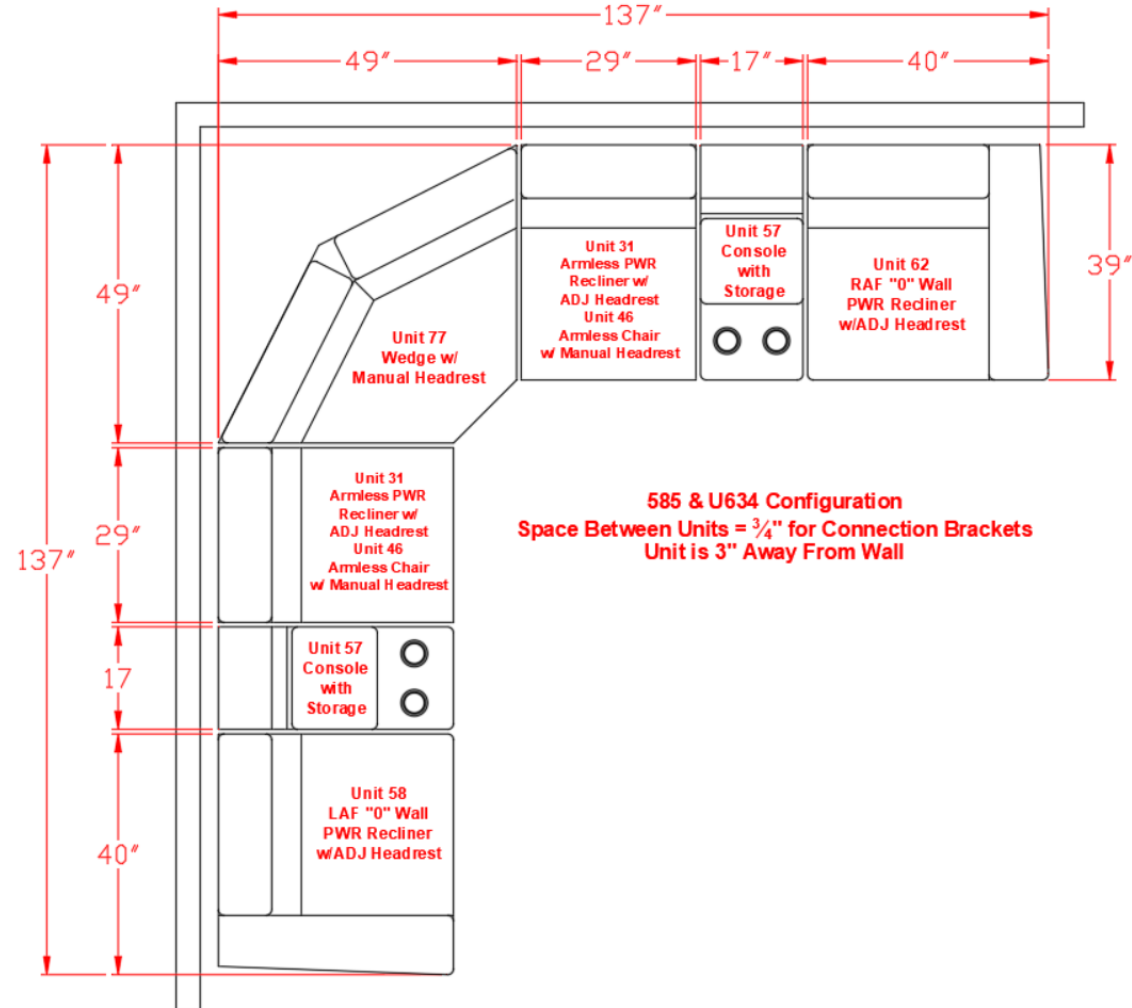 137"
49"
29"
17"
40"
39"
Unit 31
Armless PWR
Recliner w/
ADJ Headrest
Unit 46
Armless Chair
w/ Manual Headrest
Unit 57
Console
with
Storage
Unit 62
RAF "0" Wall
PWR Recliner
w/ADJ Headrest
Unit 77
Wedge w/
Manual Headrest
49"
137"
29"
17
40"
Unit 31
Armless PWR
Recliner w/
ADJ Headrest
Unit 46
Armless Chair
w/ Manual Headrest
Unit 57
Console
with
Storage
Unit 58
LAF "0" Wall
PWR Recliner
w/ADJ Headrest
585 & U634 Configuration
Space Between Units = ¾" for Connection Brackets
Unit is 3" Away From Wall